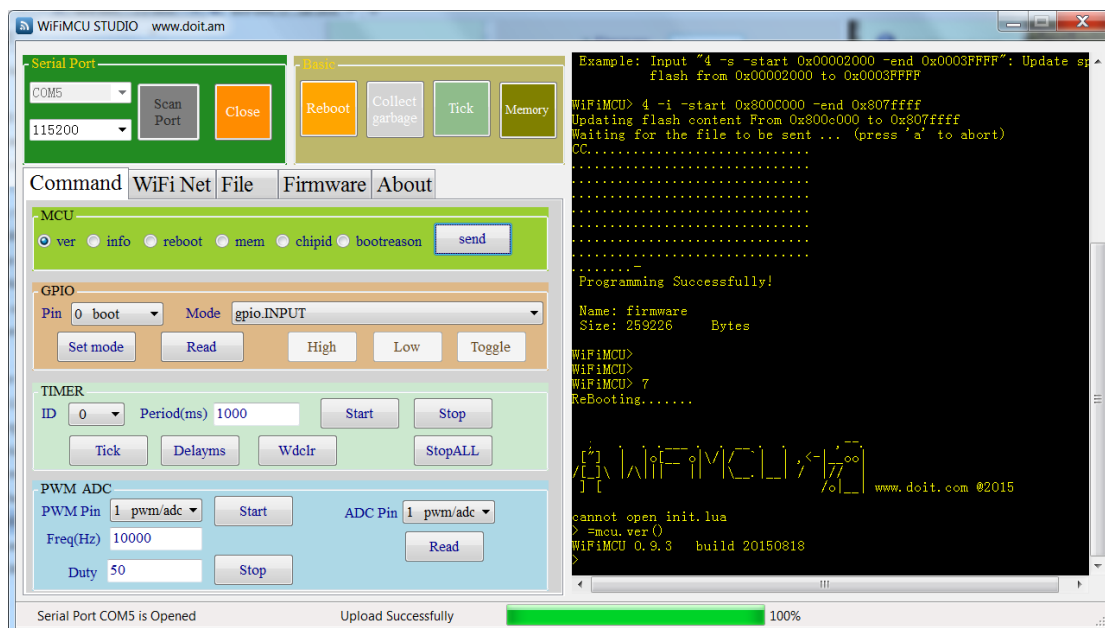 WiFiMCU STUDIO www.doit.am
Serial Port
COM5
115200
Scan Port
Close
Basic
Reboot
Collect garbage
Tick
Memory
Command WiFi Net File Firmware About
MCU
ver info reboot mem chipid bootreason send
GPIO
Pin 0 boot Mode gpio.INPUT
Set mode Read High Low Toggle
TIMER
ID 0 Period(ms) 1000 Start Stop
Tick Delayms Wdclr StopALL
PWM ADC
PWM Pin 1 pwm/adc Start ADC Pin 1 pwm/adc
Freq(Hz) 10000 Read
Duty 50 Stop
Example: Input "4 -s -start 0x00002000 -end 0x0003FFFF": Update
flash from 0x00002000 to 0x0003FFFF
WiFiMCU> 4 -i -start 0x800C000 -end 0x807ffff
Updating flash content From 0x800c000 to 0x807ffff
Waiting for the file to be sent ... (press 'a' to abort)
CC............................
...............................
...............................
...............................
...............................
...............................
...............................
...............................
........-
Programming Successfully!
Name: firmware
Size: 259226 Bytes
WiFiMCU>
WiFiMCU>
WiFiMCU> 7
ReBooting.......
www.doit.com @2015
cannot open init.lua
> =mcu.ver()
WiFiMCU 0.9.3 build 20150818
>
Serial Port COM5 is Opened Upload Successfully 100%